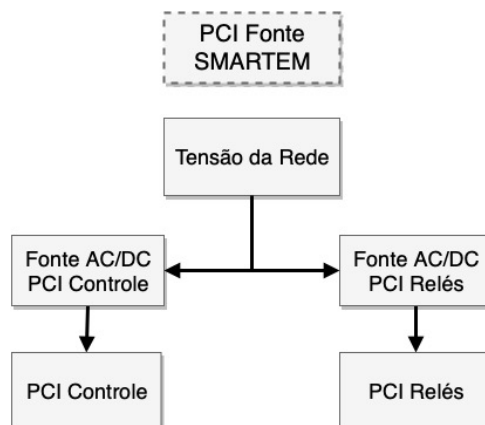 PCI Fonte
SMARTEM
Tensão da Rede
Fonte AC/DC
PCI Controle
Fonte AC/DC
PCI Relés
PCI Controle
PCI Relés